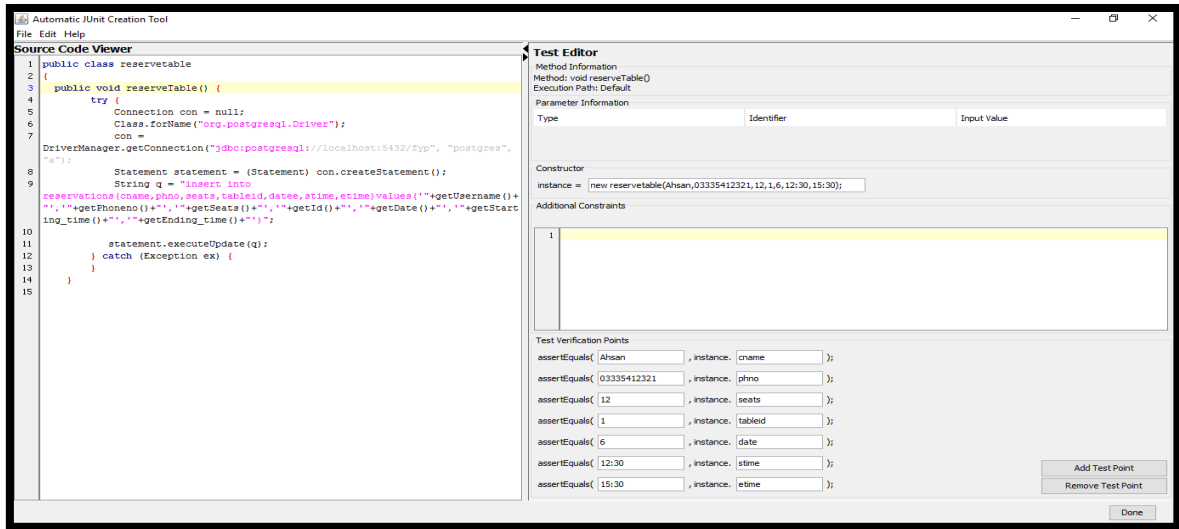 Automatic JUnit Creation Tool
File Edit Help
Source Code Viewer
1 public class reservetable
2 {
3 public void reserveTable() {
4 try {
5 Connection con = null;
6 Class.forName("org.postgresql.Driver");
7 con =
DriverManager.getConnection("jdbc:postgresql://localhost:5432/fyp", "postgres",
"a");
8 Statement statement = (Statement) con.createStatement();
9 String q = "insert into
reservations(cname,phno,seats,tableid,datee,stime,etime)values('"+getUsername()+
"','"+getPhoneno()+"','"+getSeats()+"','"+getId()+"','"+getDate()+"','"+getStart
ing_time()+"','"+getEnding_time()+"')";
10
11 statement.executeUpdate(q);
12 } catch (Exception ex) {
13 }
14 }
15
Test Editor
Method Information
Method: void reserveTable()
Execution Path: Default
Parameter Information
Type Identifier Input Value
Constructor
instance = new reservetable(Ahsan,03335412321,12,1,6,12:30,15:30);
Additional Constraints
1
Test Verification Points
assertEquals( Ahsan , instance. cname );
assertEquals( 03335412321 , instance. phno );
assertEquals( 12 , instance. seats );
assertEquals( 1 , instance. tableid );
assertEquals( 6 , instance. date );
assertEquals( 12:30 , instance. stime );
assertEquals( 15:30 , instance. etime );
Add Test Point
Remove Test Point
Done